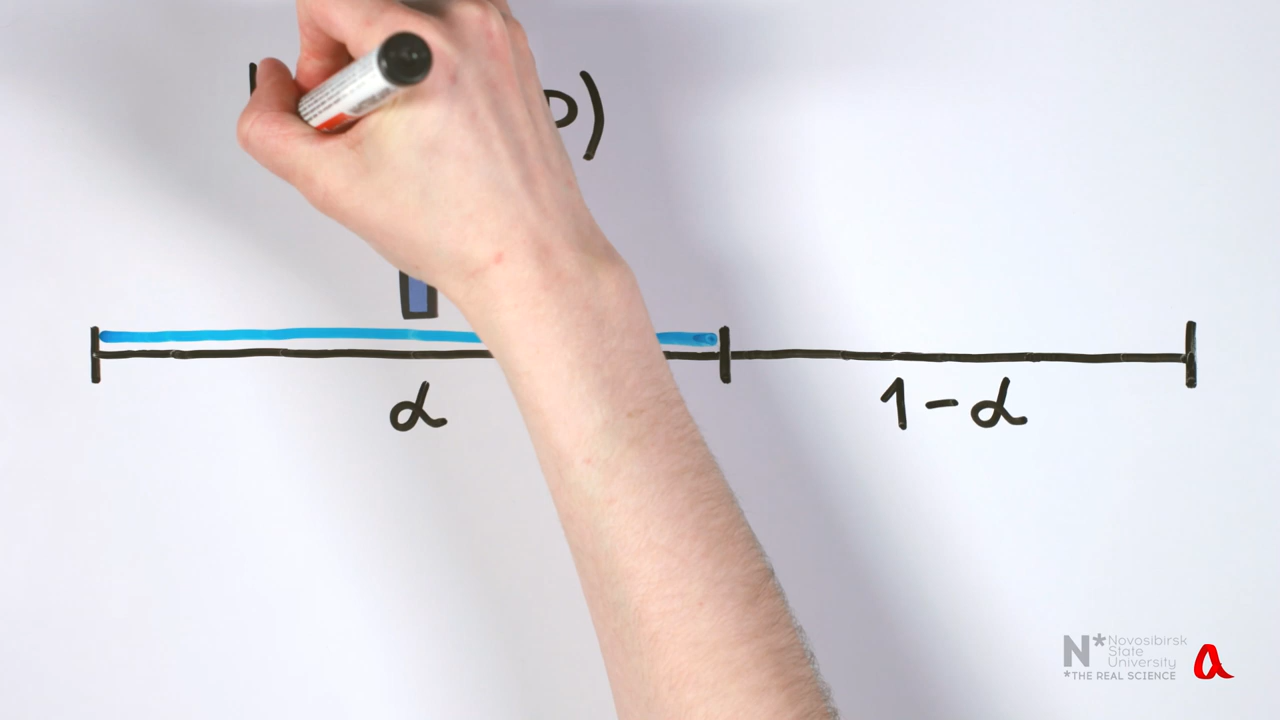 )
α
1-α
N* Novosibirsk
State
University
*THE REAL SCIENCE
a